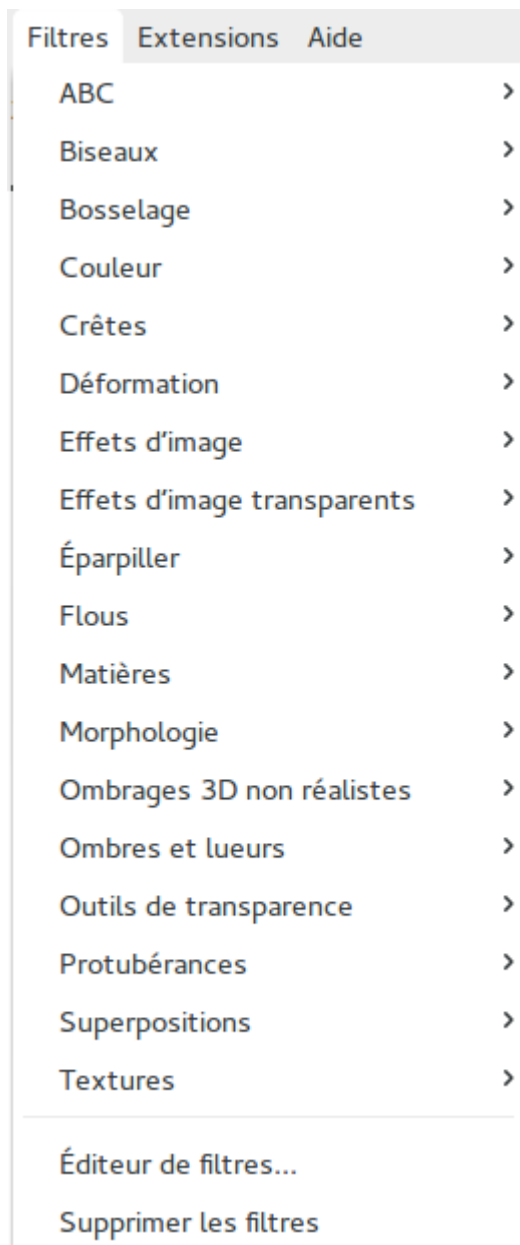 Filtres Extensions Aide
ABC
Biseaux
Bosselage
Couleur
Crêtes
Déformation
Effets d’image
Effets d’image transparents
Éparpiller
Flous
Matières
Morphologie
Ombrages 3D non réalistes
Ombres et lueurs
Outils de transparence
Protubérances
Superpositions
Textures
Éditeur de filtres...
Supprimer les filtres